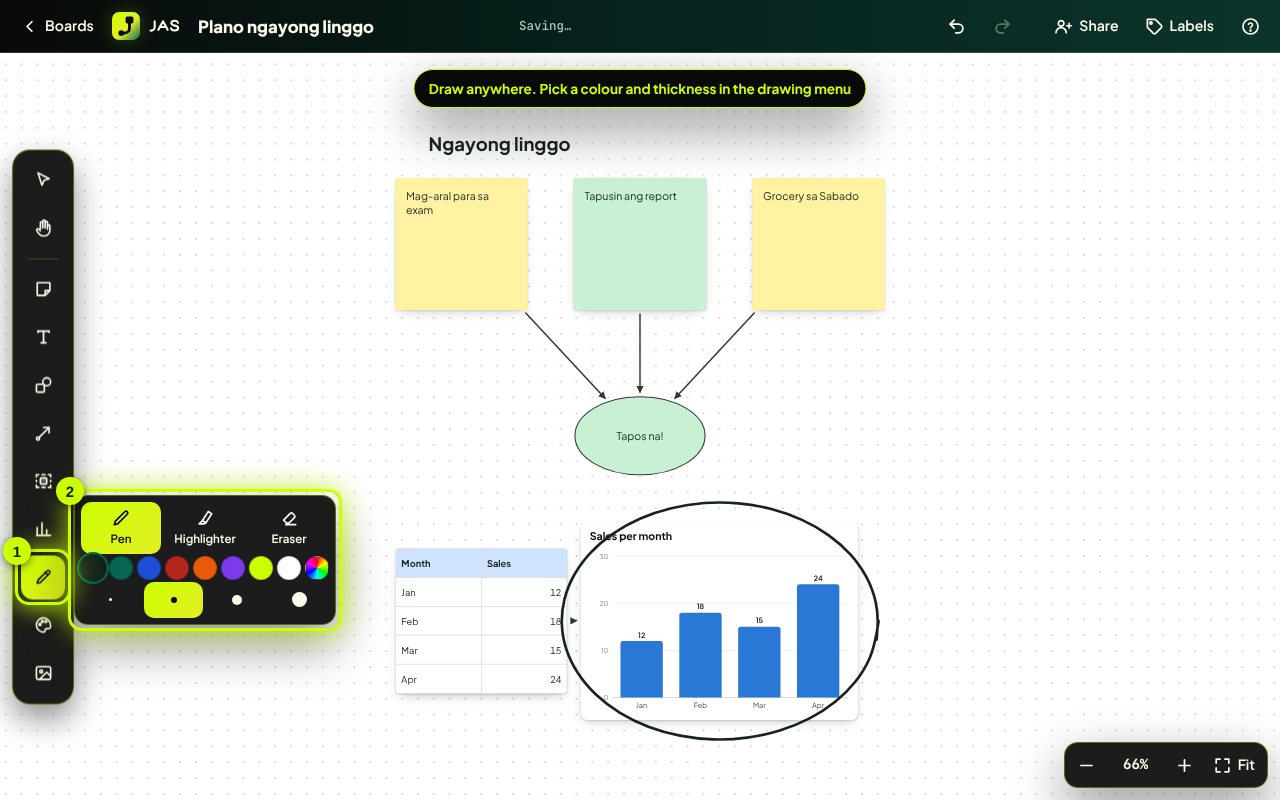 Boards
JAS
Plano ngayong linggo
Saving…
Share
Labels
Draw anywhere. Pick a colour and thickness in the drawing menu
Ngayong linggo
Mag-aral para sa
exam
Tapusin ang report
Grocery sa Sabado
Tapos na!
2
Pen
Highlighter
Eraser
1
Month Sales
Jan 12
Feb 18
Mar 15
Apr 24
Sales per month
30
20
10
0
12
18
15
24
Jan
Feb
Mar
Apr
66%
Fit